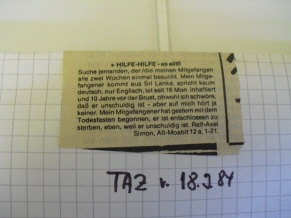 » HILFE-HILFE - es eilt!
Suche jemanden, der/die meinen Mitgefangenen
alle zwei Wochen einmal besucht. Mein Mitge-
fangener kommt aus Sri Lanka, spricht kaum
deutsch, nur Englisch, ist seit 16 Mon. inhaftiert
und 10 Jahre vor der Brust, obwohl ich schwöre,
daß er unschuldig ist - aber auf mich hört ja
keiner. Mein Mitgefangener hat gestern mit dem
Todesfasten begonnen, er ist entschlossen zu
sterben, eben, weil er unschuldig ist. Ralf-Axel
Simon, Alt-Moabit 12 a, 1-21.
TAZ v. 18.3.84